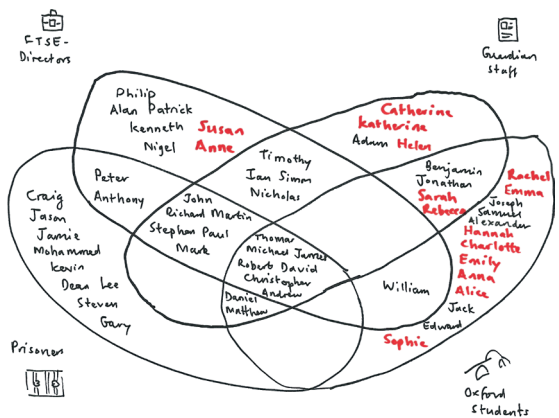 FTSE-
Directors
Guardian
staff
Philip
Alan Patrick
Kenneth
Nigel
Susan
Anne
Catherine
Katherine
Adam Helen
Timothy
Ian Simon
Nicholas
Benjamin
Jonathan
Sarah
Rebecca
Rachel
Emma
Joseph
Samuel
Alexander
Hannah
Charlotte
Emily
Anna
Alice
Jack
Edward
Sophie
Peter
Anthony
John
Richard Martin
Stephen Paul
Mark
Craig
Jason
Jamie
Mohammed
Kevin
Dean Lee
Steven
Gary
Thomas
Michael James
Robert David
Christopher
Andrew
Daniel
Matthew
William
Prisoners
Oxford
Students